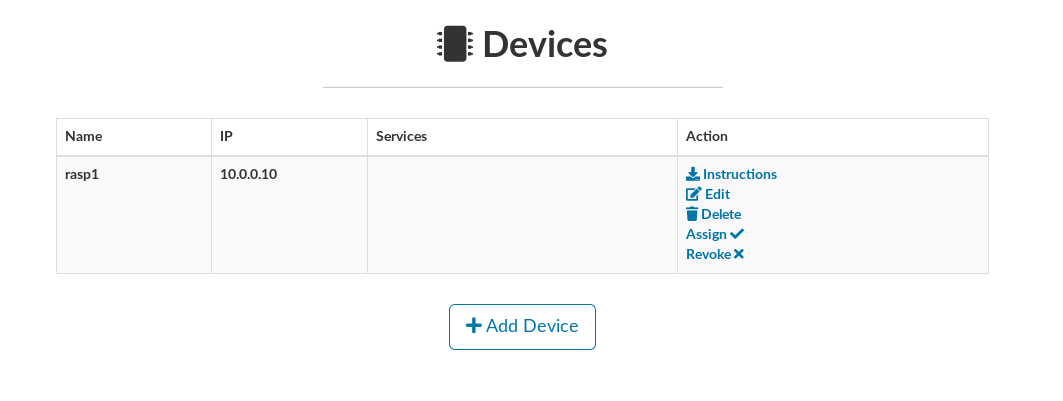 Devices
Name IP Services Action
rasp1 10.0.0.10 Instructions
Edit
Delete
Assign
Revoke
Add Device